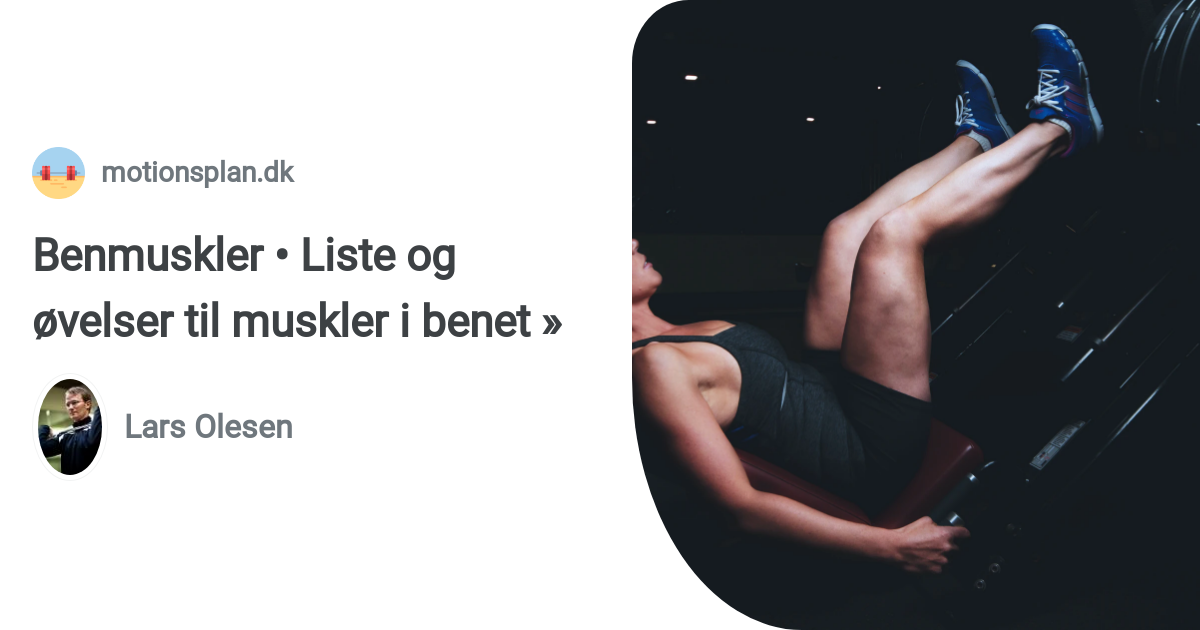 motionsplan.dk
Benmuskler • Liste og
øvelser til muskler i benet »
Lars Olesen